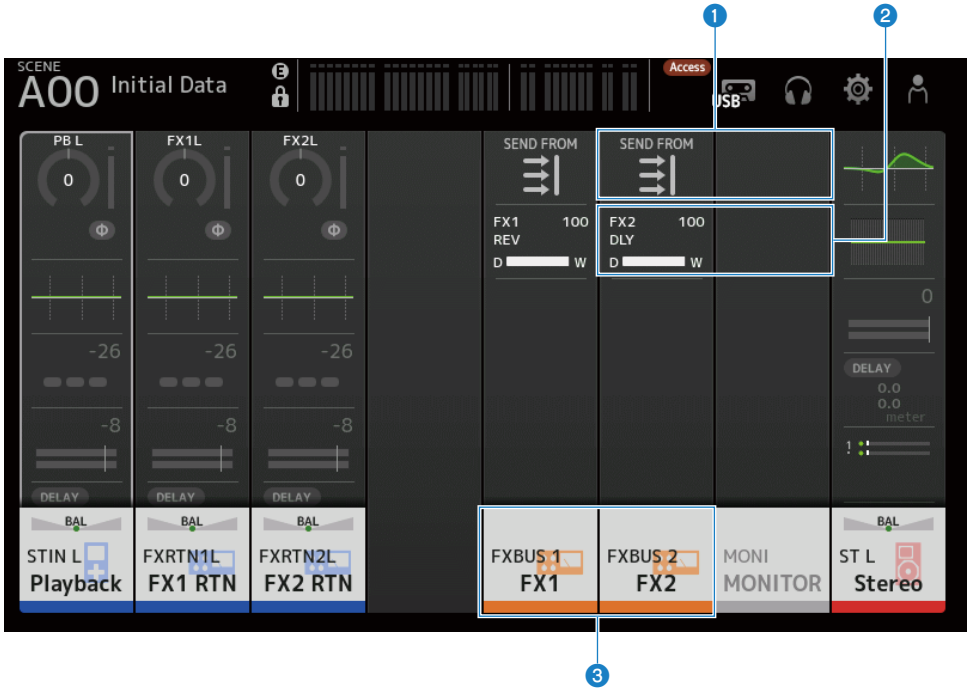 1
2
SCENE
A00 Initial Data
E
Access
USB
PB L
FX1L
FX2L
SEND FROM
SEND FROM
0
0
0
Φ
Φ
Φ
FX1 100
REV
D W
FX2 100
DLY
D W
0
-26
-26
-26
DELAY
0.0
0.0
meter
-8
-8
-8
!
DELAY
DELAY
DELAY
BAL
BAL
BAL
BAL
STIN L
FXRTN1L
FXRTN2L
FXBUS 1
FXBUS 2
MONI
ST L
Playback
FX1 RTN
FX2 RTN
FX1
FX2
MONITOR
Stereo
3